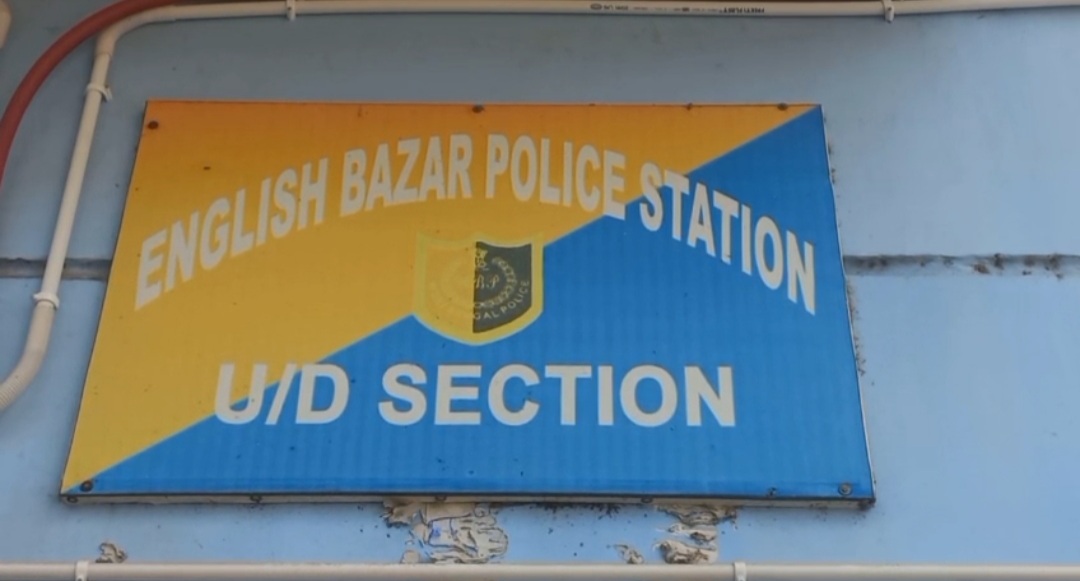 ENGLISH BAZAR POLICE STATION
U/D SECTION